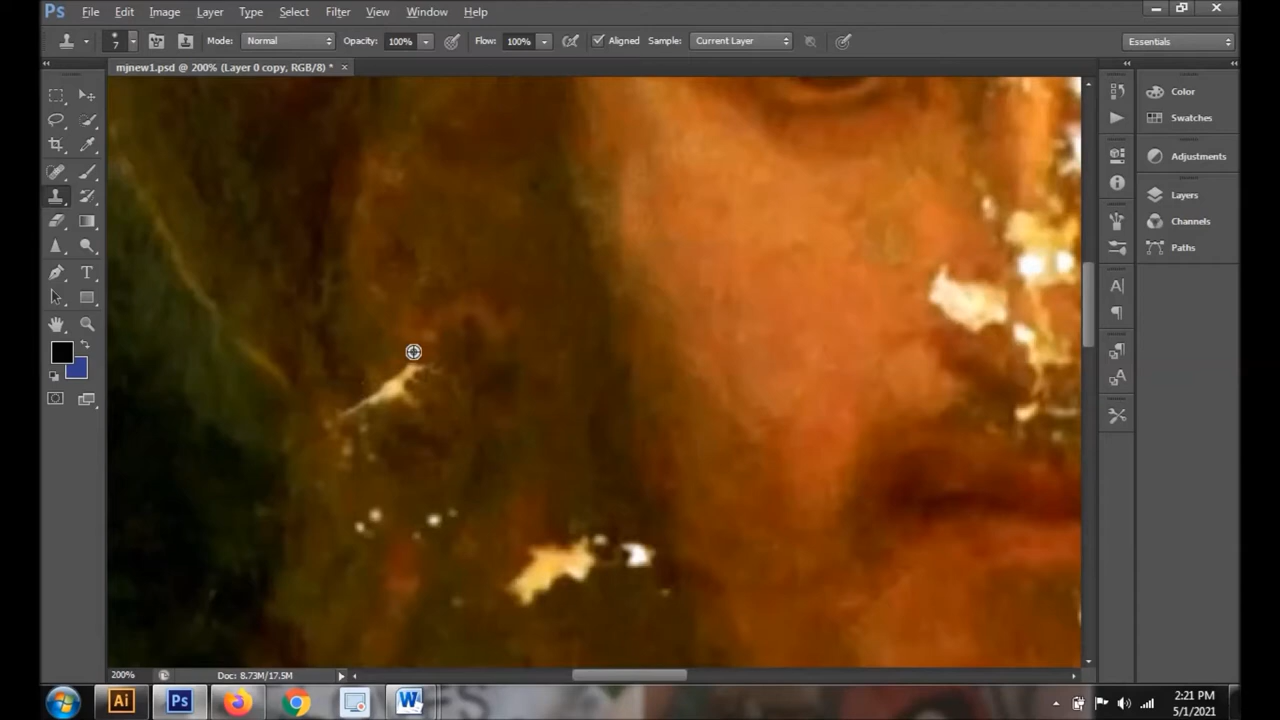 Ps File Edit Image Layer Type Select Filter View Window Help
7 Mode: Normal Opacity: 100% Flow: 100% Aligned Sample: Current Layer Essentials
mjnew1.psd @ 200% (Layer 0 copy, RGB/8) *
Color
Swatches
Adjustments
Layers
Channels
Paths
200% Doc: 8.73M/17.5M
Ai Ps W 2:21 PM
5/1/2021